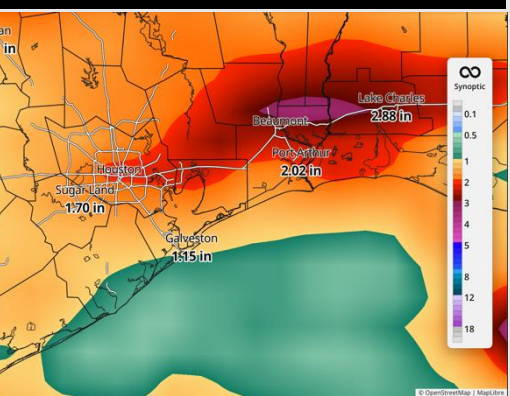 an
in
Houston
Sugar Land
1.70 in
Galveston
1.15 in
Beaumont
Port Arthur
2.02 in
Lake Charles
2.88 in
Synoptic
0.1
0.5
1
2
3
4
5
8
12
18
© OpenStreetMap | MapLibre